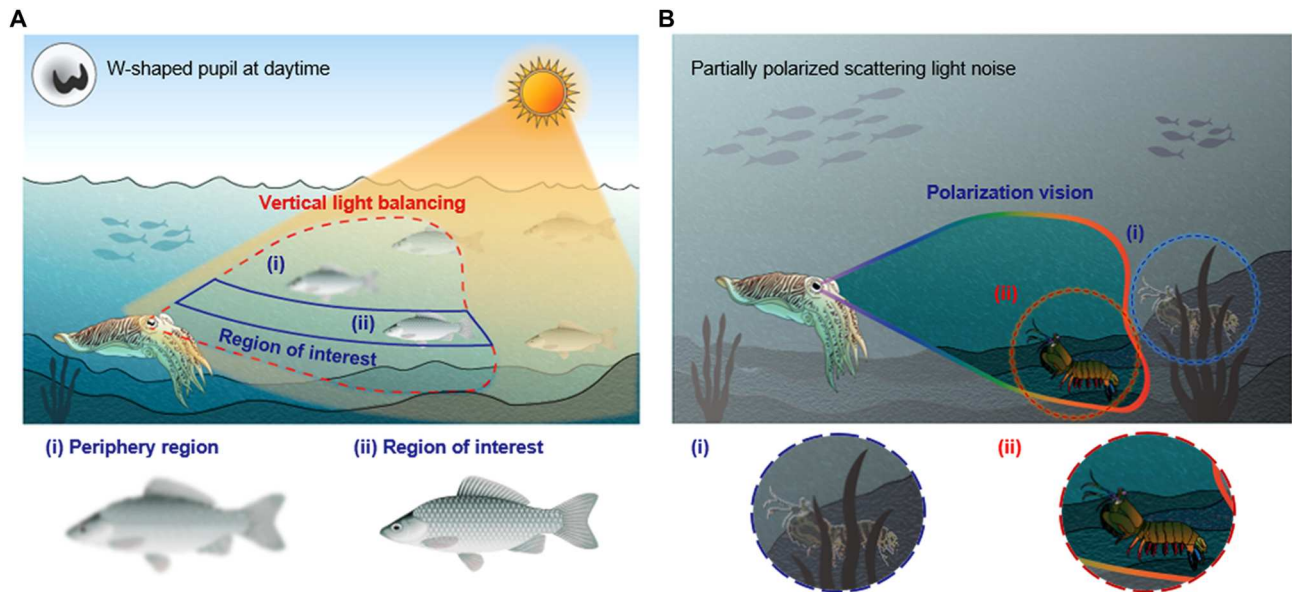 A
W-shaped pupil at daytime
Vertical light balancing
(i)
(ii)
Region of interest
(i) Periphery region
(ii) Region of interest
B
Partially polarized scattering light noise
Polarization vision
(i)
(ii)
(i)
(ii)